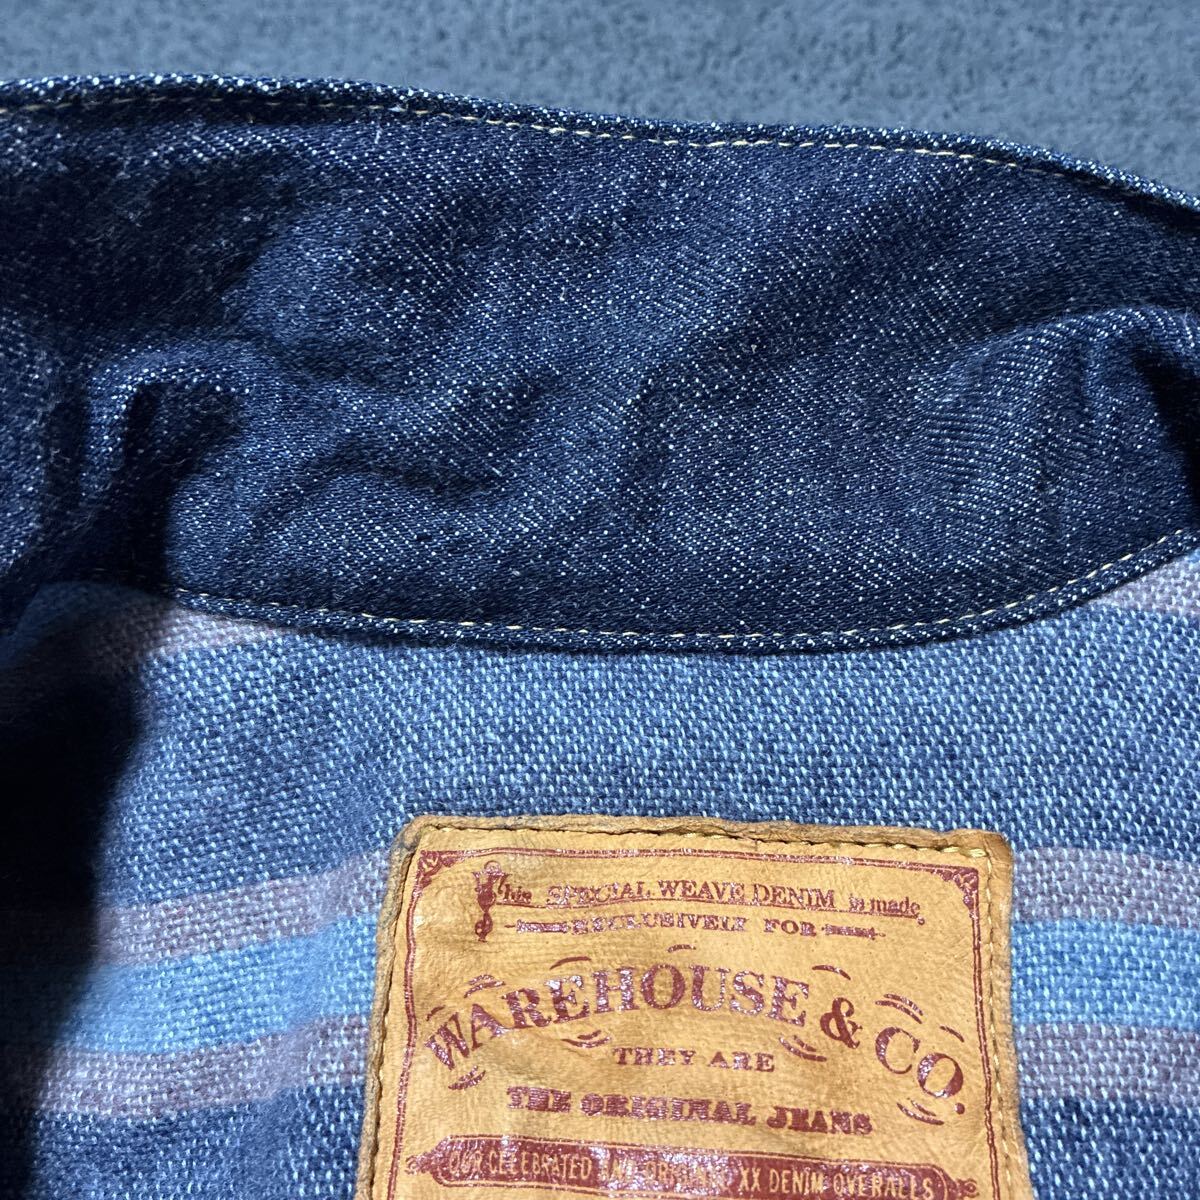 This SPECIAL WEAVE DENIM is made
EXCLUSIVELY FOR
WAREHOUSE & CO.
THEY ARE
THE ORIGINAL JEANS
OUR CELEBRATED AND ORIGINAL XX DENIM OVERALLS